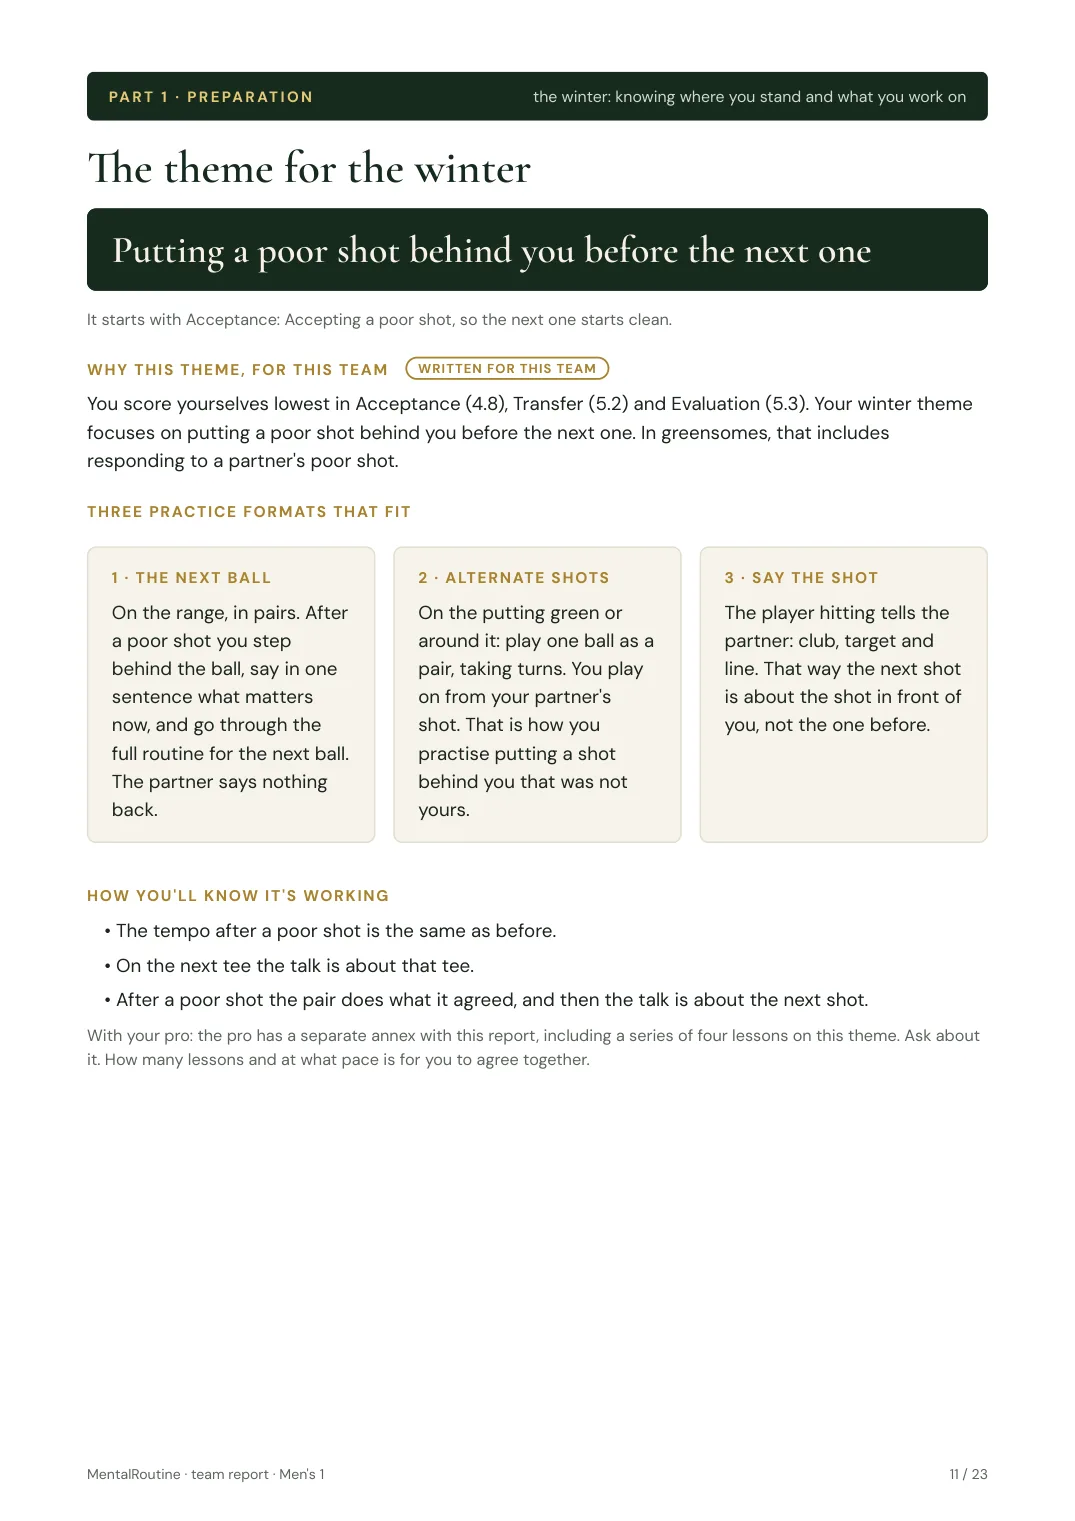 PART 1 · PREPARATION
the winter: knowing where you stand and what you work on
The theme for the winter
Putting a poor shot behind you before the next one
It starts with Acceptance: Accepting a poor shot, so the next one starts clean.
WHY THIS THEME, FOR THIS TEAM
WRITTEN FOR THIS TEAM
You score yourselves lowest in Acceptance (4.8), Transfer (5.2) and Evaluation (5.3). Your winter theme
focuses on putting a poor shot behind you before the next one. In greensomes, that includes
responding to a partner's poor shot.
THREE PRACTICE FORMATS THAT FIT
1 · THE NEXT BALL
On the range, in pairs. After
a poor shot you step
behind the ball, say in one
sentence what matters
now, and go through the
full routine for the next ball.
The partner says nothing
back.
2 · ALTERNATE SHOTS
On the putting green or
around it: play one ball as a
pair, taking turns. You play
on from your partner's
shot. That is how you
practise putting a shot
behind you that was not
yours.
3 · SAY THE SHOT
The player hitting tells the
partner: club, target and
line. That way the next shot
is about the shot in front of
you, not the one before.
HOW YOU'LL KNOW IT'S WORKING
• The tempo after a poor shot is the same as before.
• On the next tee the talk is about that tee.
• After a poor shot the pair does what it agreed, and then the talk is about the next shot.
With your pro: the pro has a separate annex with this report, including a series of four lessons on this theme. Ask about
it. How many lessons and at what pace is for you to agree together.
MentalRoutine · team report · Men's 1
11 / 23